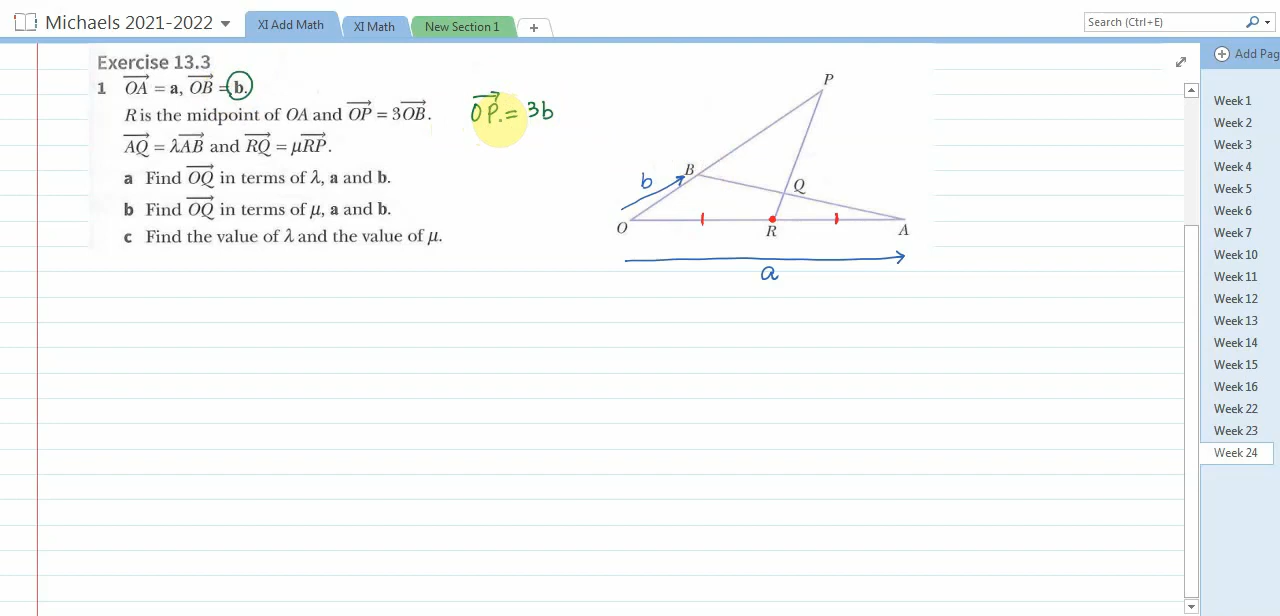 Michaels 2021-2022
XI Add Math
XI Math
New Section 1
Search (Ctrl+E)
Add Pag
Exercise 13.3
1 OA = a, OB = b.
R is the midpoint of OA and OP = 3OB.
AQ = λAB and RQ = μRP.
a Find OQ in terms of λ, a and b.
b Find OQ in terms of μ, a and b.
c Find the value of λ and the value of μ.
OP. = 3b
P
B
b
Q
O
R
A
a
Week 1
Week 2
Week 3
Week 4
Week 5
Week 6
Week 7
Week 10
Week 11
Week 12
Week 13
Week 14
Week 15
Week 16
Week 22
Week 23
Week 24